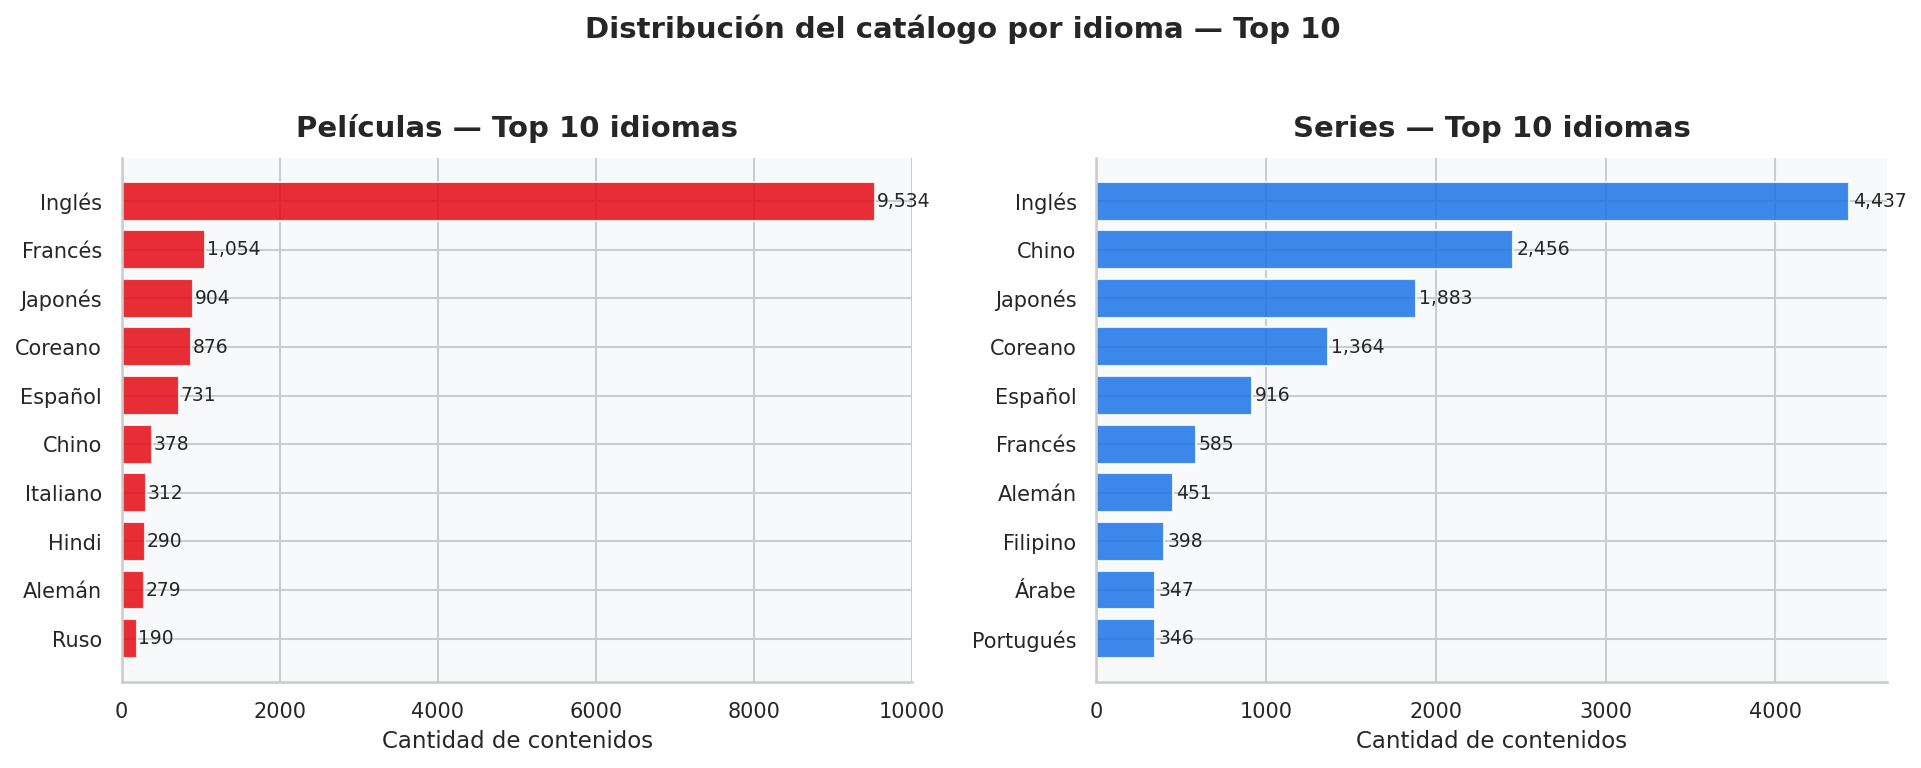 Distribución del catálogo por idioma — Top 10
Películas — Top 10 idiomas
Inglés 9,534
Francés 1,054
Japonés 904
Coreano 876
Español 731
Chino 378
Italiano 312
Hindi 290
Alemán 279
Ruso 190
0 2000 4000 6000 8000 10000
Cantidad de contenidos
Series — Top 10 idiomas
Inglés 4,437
Chino 2,456
Japonés 1,883
Coreano 1,364
Español 916
Francés 585
Alemán 451
Filipino 398
Árabe 347
Portugués 346
0 1000 2000 3000 4000
Cantidad de contenidos